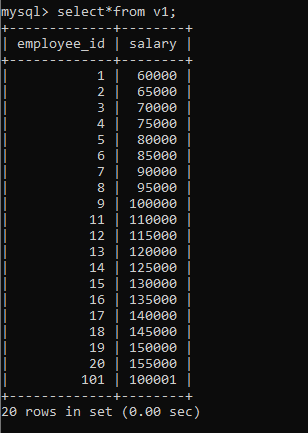 mysql> select*from v1;
+-------------+--------+
| employee_id | salary |
+-------------+--------+
|           1 |  60000 |
|           2 |  65000 |
|           3 |  70000 |
|           4 |  75000 |
|           5 |  80000 |
|           6 |  85000 |
|           7 |  90000 |
|           8 |  95000 |
|           9 | 100000 |
|          11 | 110000 |
|          12 | 115000 |
|          13 | 120000 |
|          14 | 125000 |
|          15 | 130000 |
|          16 | 135000 |
|          17 | 140000 |
|          18 | 145000 |
|          19 | 150000 |
|          20 | 155000 |
|         101 | 100001 |
+-------------+--------+
20 rows in set (0.00 sec)